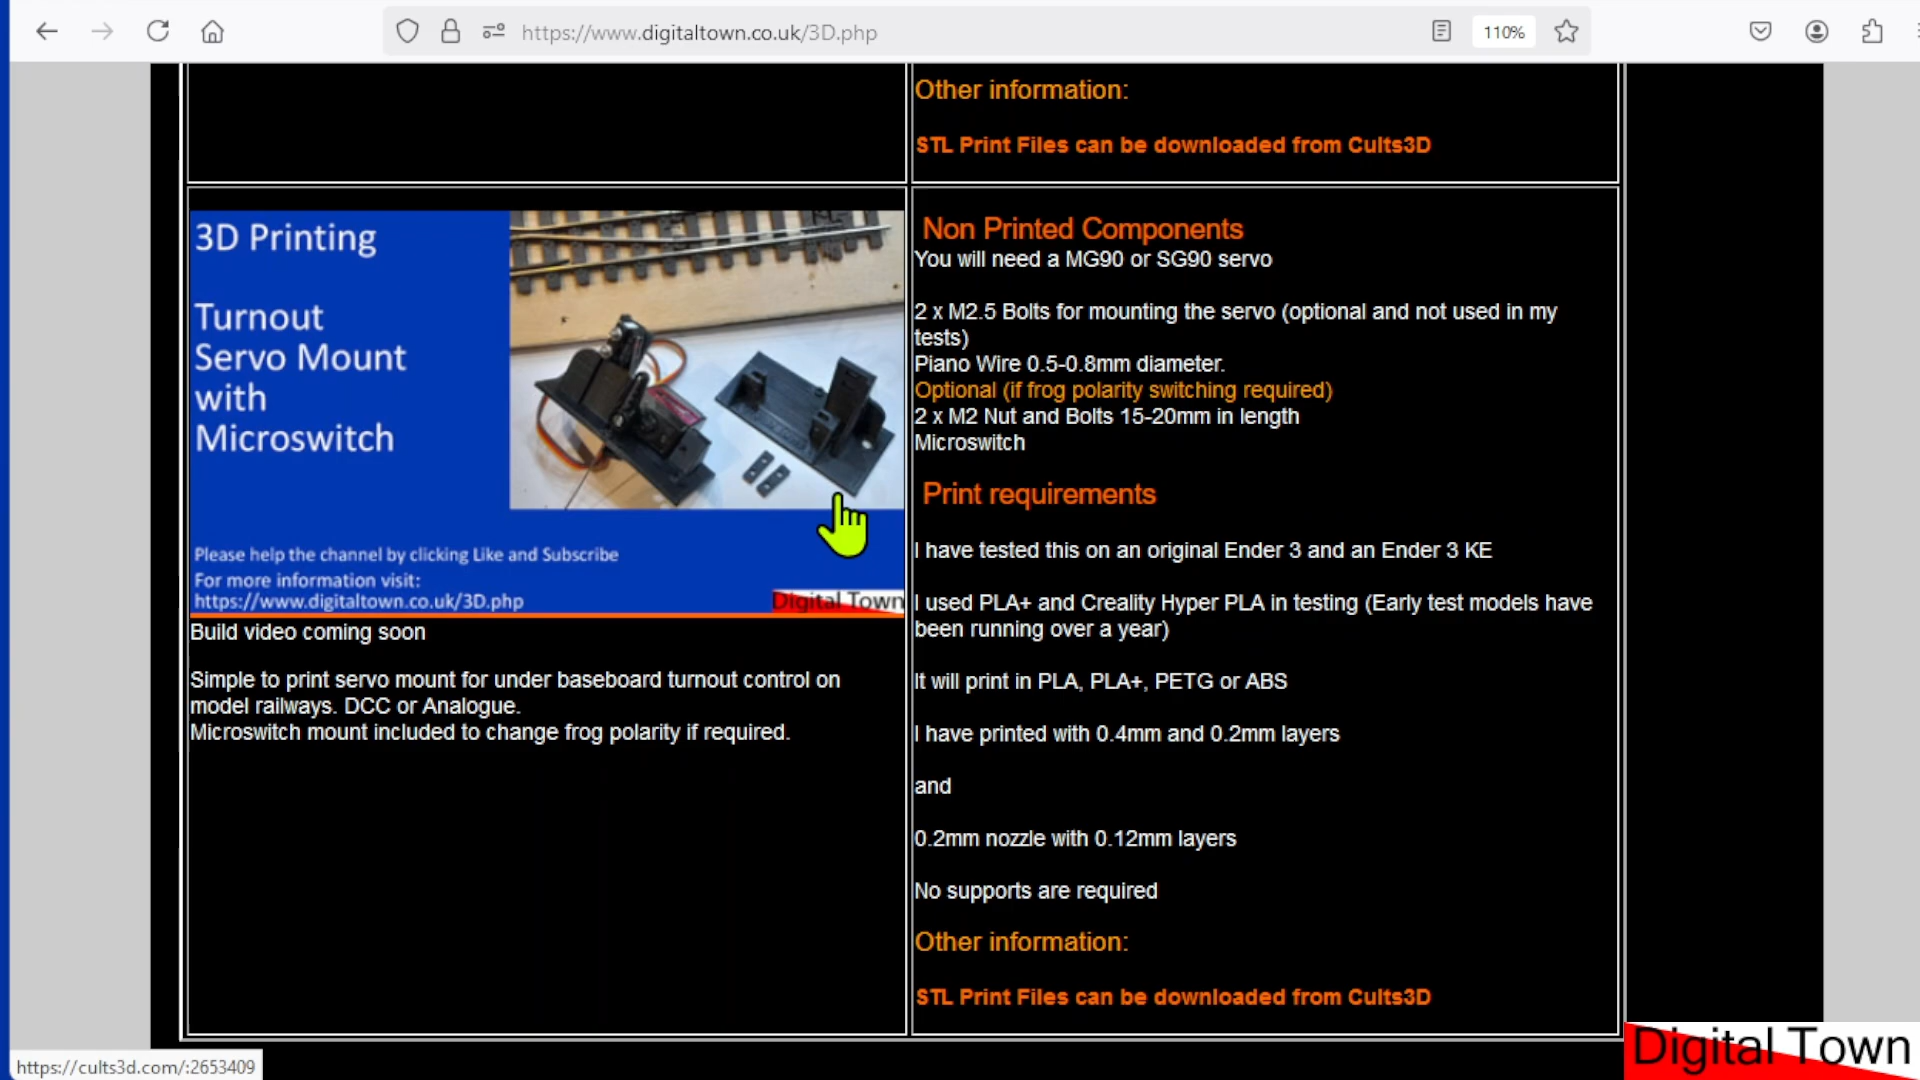 https://www.digitaltown.co.uk/3D.php
110%
Other information:
STL Print Files can be downloaded from Cults3D
3D Printing
Turnout
Servo Mount
with
Microswitch
Please help the channel by clicking Like and Subscribe
For more information visit:
https://www.digitaltown.co.uk/3D.php
Digital Town
Build video coming soon
Simple to print servo mount for under baseboard turnout control on
model railways. DCC or Analogue.
Microswitch mount included to change frog polarity if required.
Non Printed Components
You will need a MG90 or SG90 servo
2 x M2.5 Bolts for mounting the servo (optional and not used in my
tests)
Piano Wire 0.5-0.8mm diameter.
Optional (if frog polarity switching required)
2 x M2 Nut and Bolts 15-20mm in length
Microswitch
Print requirements
I have tested this on an original Ender 3 and an Ender 3 KE
I used PLA+ and Creality Hyper PLA in testing (Early test models have
been running over a year)
It will print in PLA, PLA+, PETG or ABS
I have printed with 0.4mm and 0.2mm layers
and
0.2mm nozzle with 0.12mm layers
No supports are required
Other information:
STL Print Files can be downloaded from Cults3D
https://cults3d.com/:2653409
Digital Town